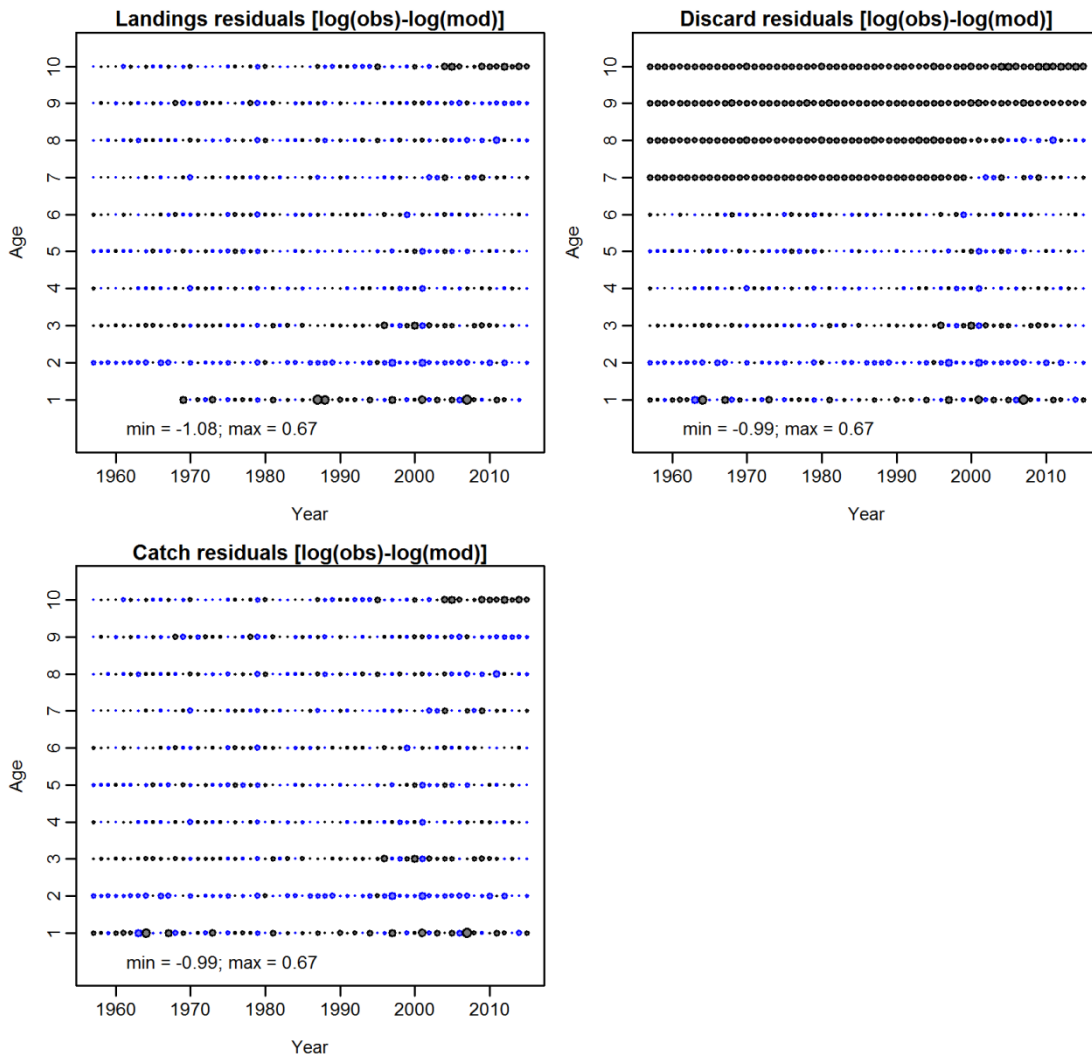 Landings residuals [log(obs)-log(mod)]
Age
10
9
8
7
6
5
4
3
2
1
min = -1.08; max = 0.67
1960 1970 1980 1990 2000 2010
Year
Discard residuals [log(obs)-log(mod)]
Age
10
9
8
7
6
5
4
3
2
1
min = -0.99; max = 0.67
1960 1970 1980 1990 2000 2010
Year
Catch residuals [log(obs)-log(mod)]
Age
10
9
8
7
6
5
4
3
2
1
min = -0.99; max = 0.67
1960 1970 1980 1990 2000 2010
Year